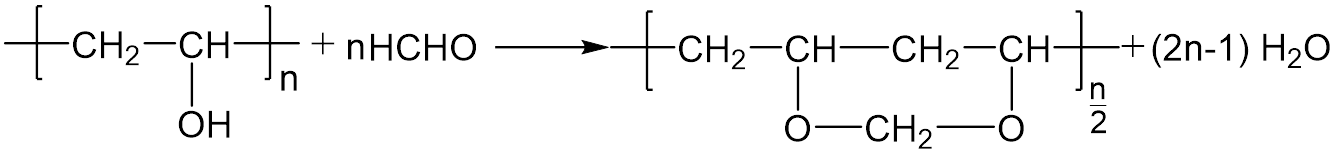 CH₂ CH n + nHCHO CH₂ CH CH₂ CH n/2 + (2n-1) H₂O
OH O CH₂ O